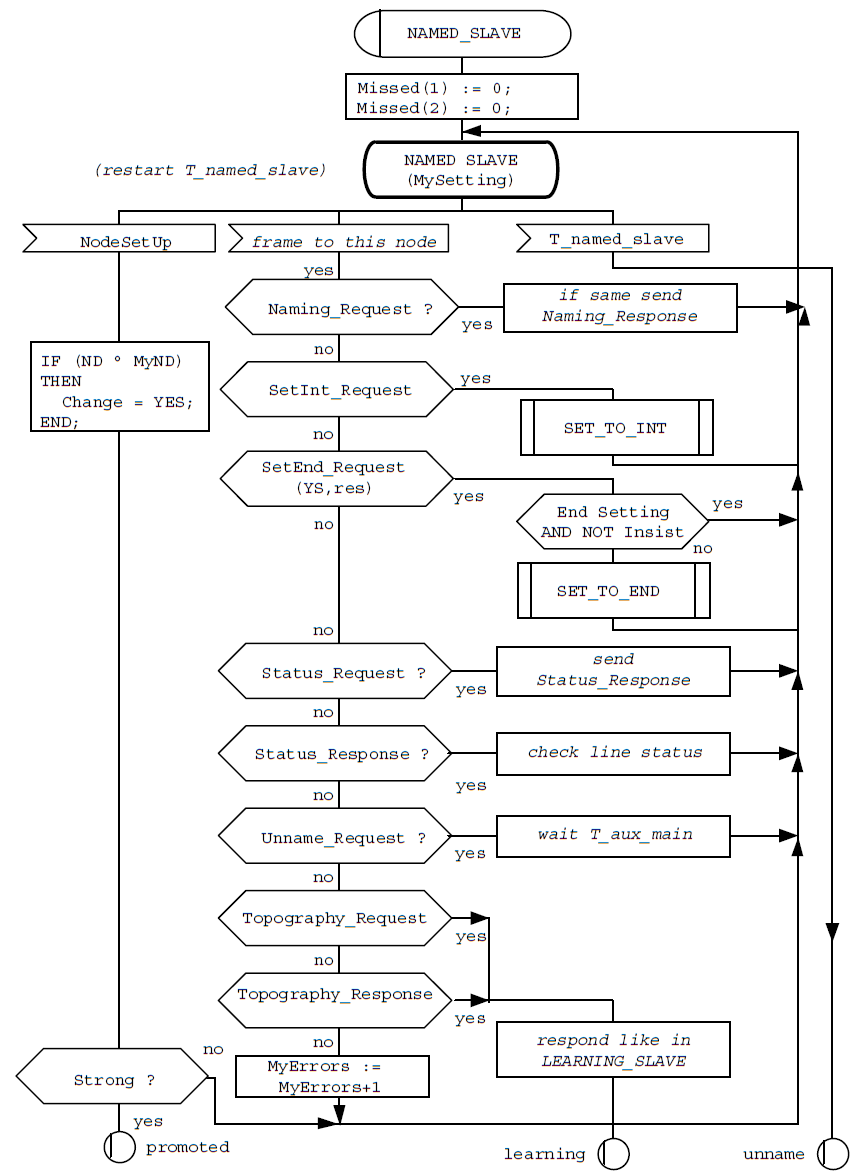 NAMED_SLAVE
Missed(1) := 0;
Missed(2) := 0;
(restart T_named_slave)
NAMED SLAVE
(MySetting)
NodeSetUp
frame to this node
T_named_slave
yes
Naming_Request ?
yes
if same send
Naming_Response
no
IF (ND ° MyND)
THEN
Change = YES;
END;
SetInt_Request
yes
SET_TO_INT
no
SetEnd_Request
(YS,res)
yes
End Setting
AND NOT Insist
yes
no
no
SET_TO_END
no
Status_Request ?
yes
send
Status_Response
no
Status_Response ?
yes
check line status
no
Unname_Request ?
yes
wait T_aux_main
no
Topography_Request
yes
no
Topography_Response
yes
respond like in
LEARNING_SLAVE
no
MyErrors :=
MyErrors+1
Strong ?
no
yes
promoted
learning
unname